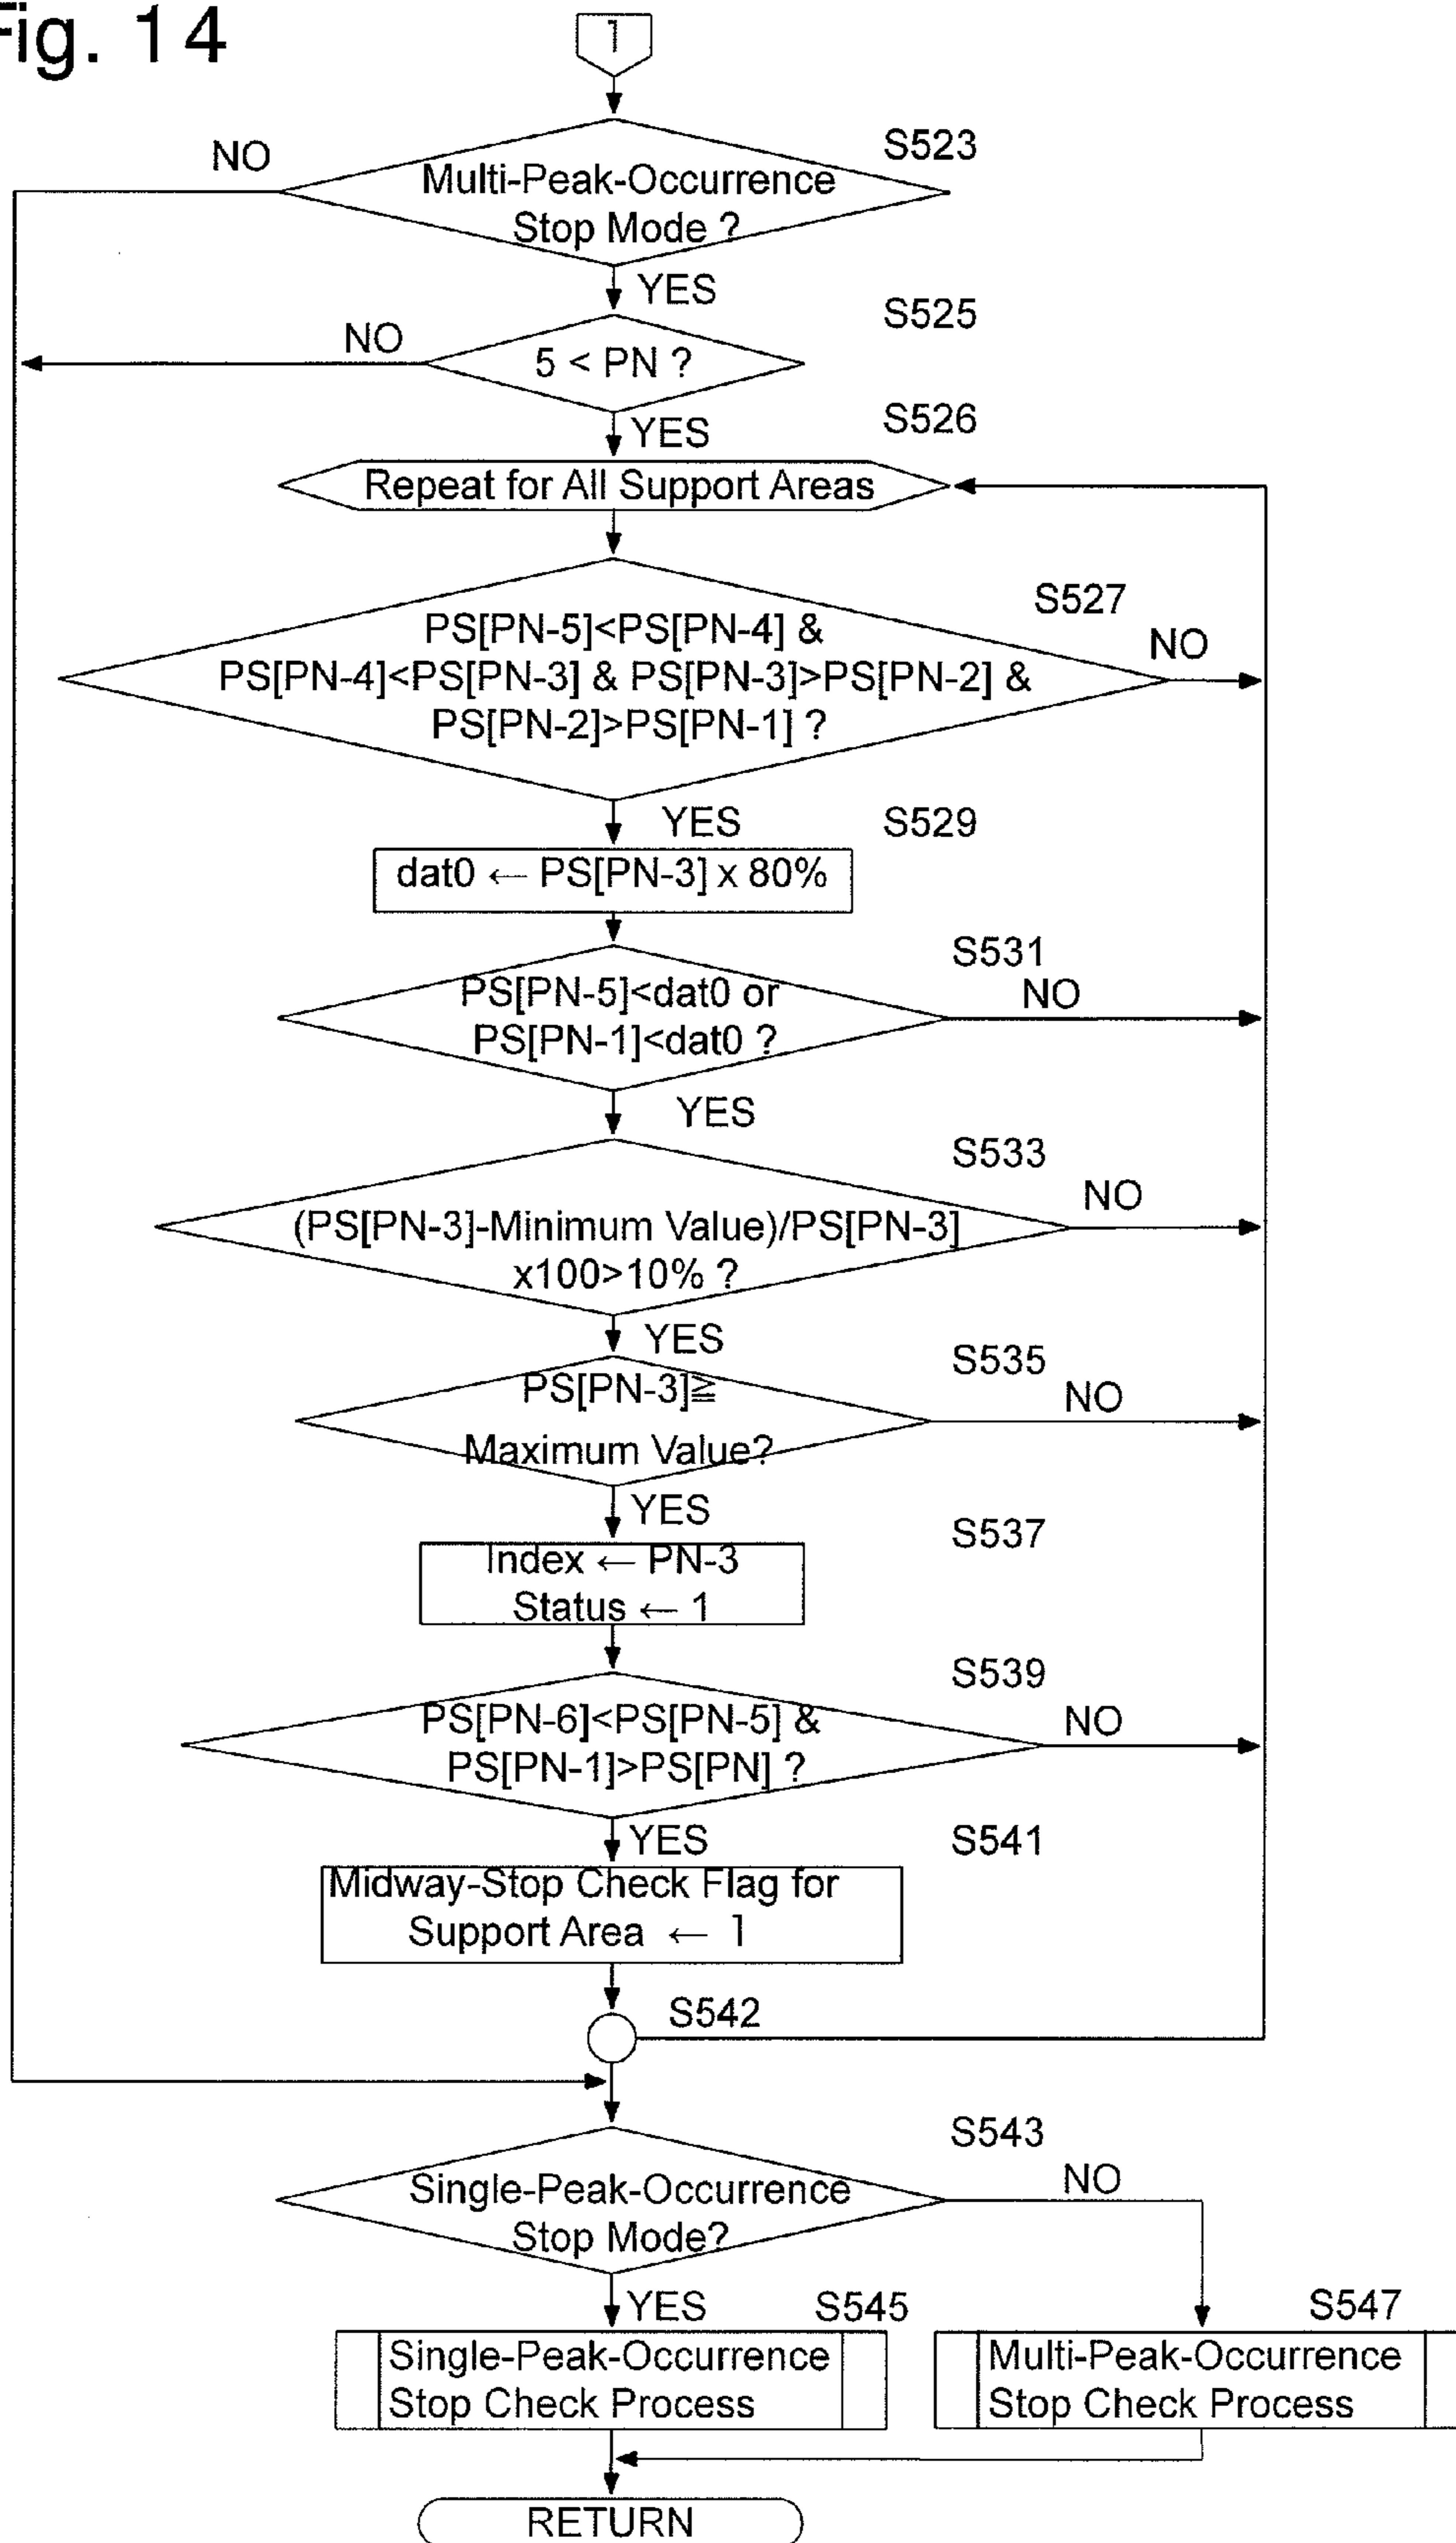 Fig. 14
1
S523
NO
Multi-Peak-Occurrence
Stop Mode ?
YES
S525
NO
5 < PN ?
YES
S526
Repeat for All Support Areas
S527
PS[PN-5]<PS[PN-4] &
NO
PS[PN-4]<PS[PN-3] & PS[PN-3]>PS[PN-2] &
PS[PN-2]>PS[PN-1] ?
YES
S529
dat0 ← PS[PN-3] x 80%
S531
PS[PN-5]<dat0 or
NO
PS[PN-1]<dat0 ?
YES
S533
NO
(PS[PN-3]-Minimum Value)/PS[PN-3]
x100>10% ?
YES
S535
PS[PN-3]≧
NO
Maximum Value?
YES
S537
Index ← PN-3
Status ← 1
S539
PS[PN-6]<PS[PN-5] &
NO
PS[PN-1]>PS[PN] ?
YES
S541
Midway-Stop Check Flag for
Support Area ← 1
S542
S543
NO
Single-Peak-Occurrence
Stop Mode?
YES
S545
S547
Single-Peak-Occurrence
Stop Check Process
Multi-Peak-Occurrence
Stop Check Process
RETURN